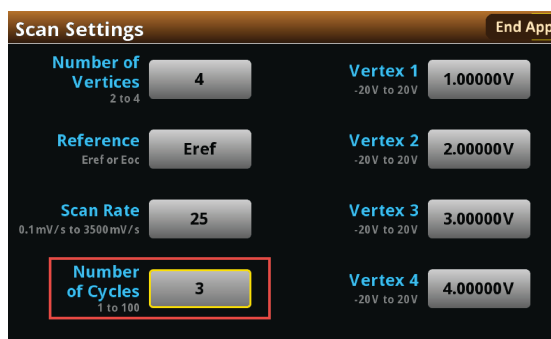 Scan Settings
End App
Number of
Vertices
2 to 4
4
Vertex 1
-20V to 20V
1.00000V
Reference
Eref or Eoc
Eref
Vertex 2
-20V to 20V
2.00000V
Scan Rate
0.1mV/s to 3500mV/s
25
Vertex 3
-20V to 20V
3.00000V
Number
of Cycles
1 to 100
3
Vertex 4
-20V to 20V
4.00000V